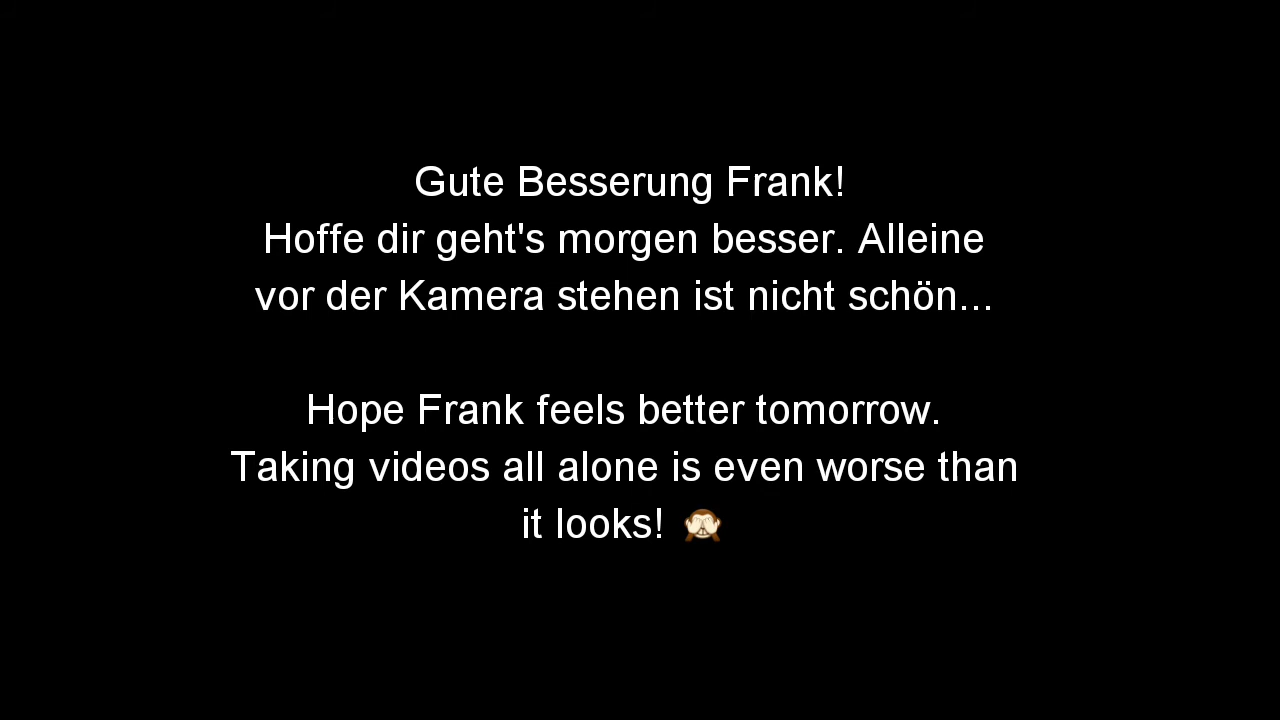 Gute Besserung Frank!
Hoffe dir geht's morgen besser. Alleine
vor der Kamera stehen ist nicht schön...
Hope Frank feels better tomorrow.
Taking videos all alone is even worse than
it looks! 🙈